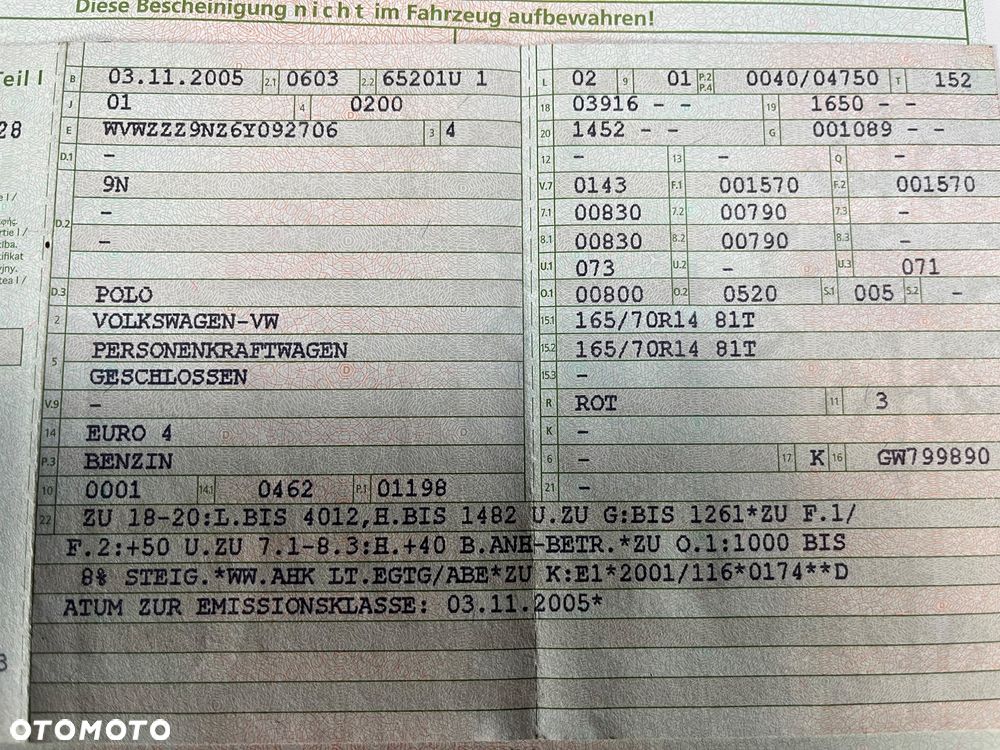 Diese Bescheinigung nicht im Fahrzeug aufbewahren!
Teil I
B 03.11.2005 2.1 0603 2.2 65201U 1
J 01 4 0200
28
E WVWZZZ9NZ6Y092706 3 4
D.1 -
9N
D.2 -
-
D.3 POLO
2 VOLKSWAGEN-VW
5 PERSONENKRAFTWAGEN
GESCHLOSSEN
V.9 -
14 EURO 4
P.3 BENZIN
10 0001 14.1 0462 P.1 01198
L 02 9 01 P.2 P.4 0040/04750 T 152
18 03916 - - 19 1650 - -
20 1452 - - G 001089 - -
12 - 13 - Q -
V.7 0143 F.1 001570 F.2 001570
7.1 00830 7.2 00790 7.3 -
8.1 00830 8.2 00790 8.3 -
U.1 073 U.2 - U.3 071
O.1 00800 O.2 0520 S.1 005 S.2 -
15.1 165/70R14 81T
15.2 165/70R14 81T
15.3 -
R ROT 11 3
K -
6 - 17 K 16 GW799890
21 -
22 ZU 18-20:L.BIS 4012,H.BIS 1482 U.ZU G:BIS 1261*ZU F.1/
F.2:+50 U.ZU 7.1-8.3:H.+40 B.ANH-BETR.*ZU O.1:1000 BIS
8% STEIG.*WW.AHK LT.EGTG/ABE*ZU K:E1*2001/116*0174**D
ATUM ZUR EMISSIONSKLASSE: 03.11.2005*
3
OTOMOTO